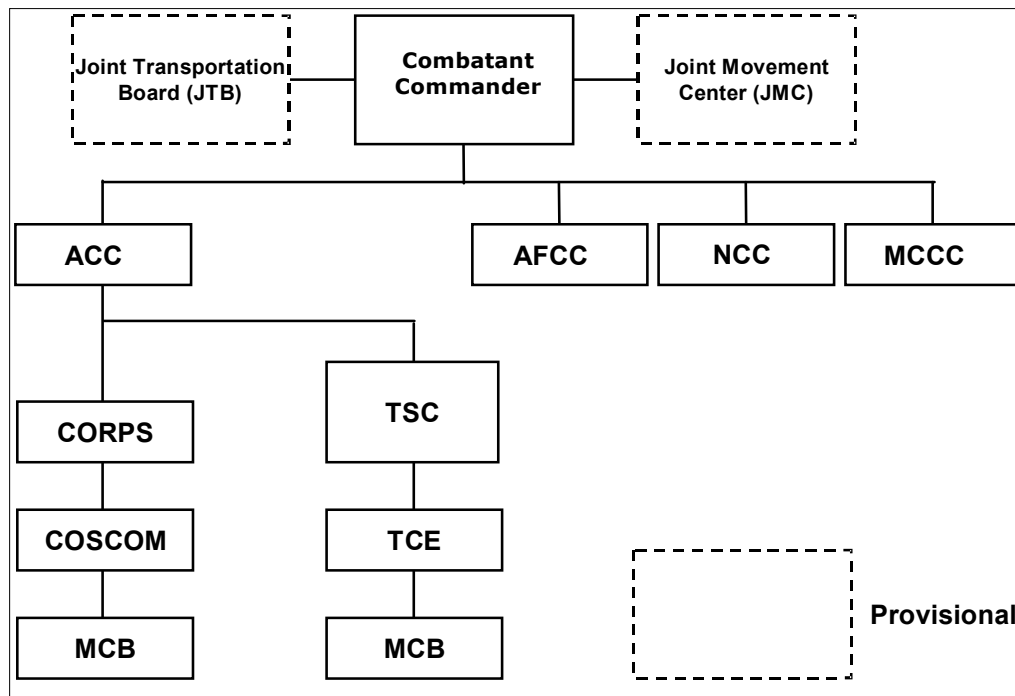 Joint Transportation
Board (JTB)
Combatant
Commander
Joint Movement
Center (JMC)
ACC
AFCC
NCC
MCCC
CORPS
TSC
COSCOM
TCE
MCB
MCB
Provisional